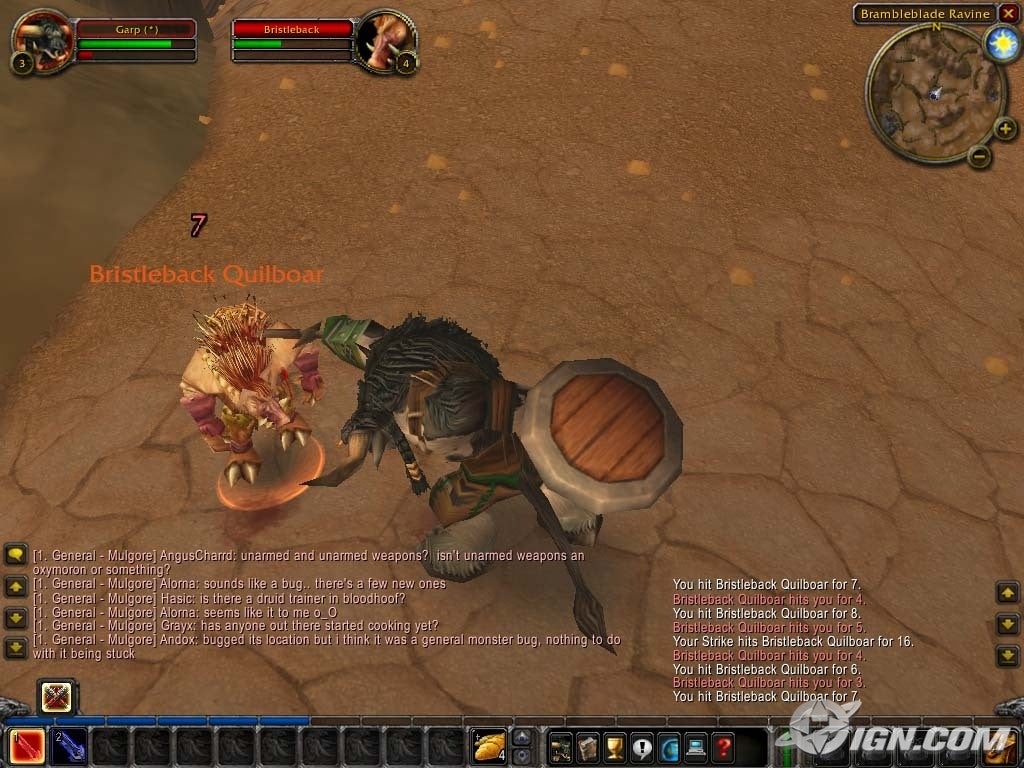 Garp (*)
3
Bristleback
4
Brambleblade Ravine
N
7
Bristleback Quilboar
[1. General - Mulgore] AngusCharrd: unarmed and unarmed weapons?  isn't unarmed weapons an
oxymoron or something?
[1. General - Mulgore] Alorna: sounds like a bug.. there's a few new ones
[1. General - Mulgore] Hasic: is there a druid trainer in bloodhoof?
[1. General - Mulgore] Alorna: seems like it to me o_O
[1. General - Mulgore] Grayx: has anyone out there started cooking yet?
[1. General - Mulgore] Andox: bugged its location but i think it was a general monster bug, nothing to do
with it being stuck
You hit Bristleback Quilboar for 7.
Bristleback Quilboar hits you for 4.
You hit Bristleback Quilboar for 8.
Bristleback Quilboar hits you for 5.
Your Strike hits Bristleback Quilboar for 16.
Bristleback Quilboar hits you for 4.
You hit Bristleback Quilboar for 6.
Bristleback Quilboar hits you for 3.
You hit Bristleback Quilboar for 7.
1
2
4
IGN.COM